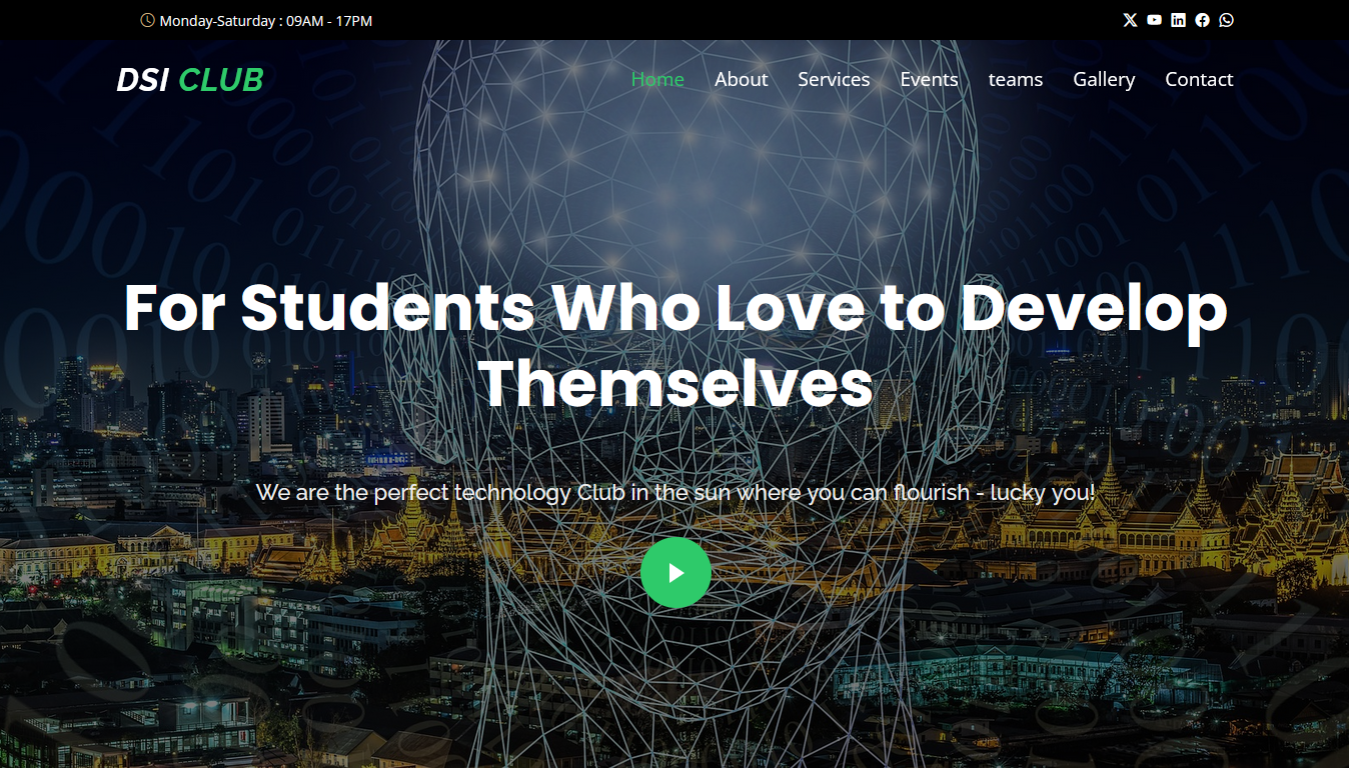 Monday-Saturday : 09AM - 17PM
DSI CLUB
Home About Services Events teams Gallery Contact
For Students Who Love to Develop
Themselves
We are the perfect technology Club in the sun where you can flourish - lucky you!